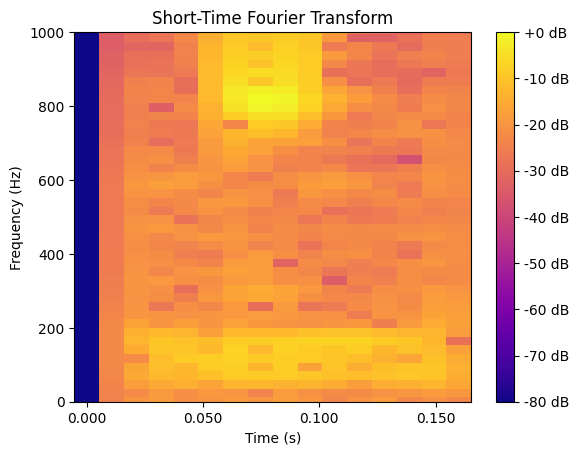 Short-Time Fourier Transform
Frequency (Hz)
1000
800
600
400
200
0
0.000
0.050
0.100
0.150
Time (s)
+0 dB
-10 dB
-20 dB
-30 dB
-40 dB
-50 dB
-60 dB
-70 dB
-80 dB